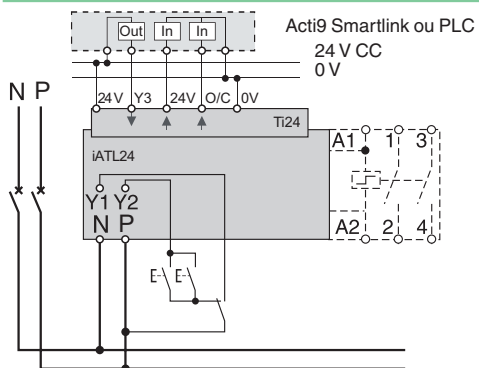 Out In In Acti9 Smartlink ou PLC
24 V CC
0 V
N P
24V Y3 24V O/C 0V
Ti24
iATL24
A1 1 3
Y1 Y2
N P
A2 2 4
E E